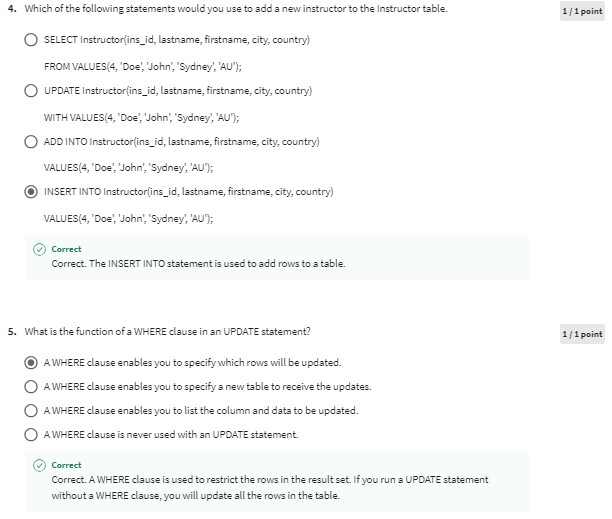 4. Which of the following statements would you use to add a new instructor to the Instructor table.
1 / 1 point
SELECT Instructor(ins_id, lastname, firstname, city, country)
FROM VALUES(4, 'Doe', 'John', 'Sydney', 'AU');
UPDATE Instructor(ins_id, lastname, firstname, city, country)
WITH VALUES(4, 'Doe', 'John', 'Sydney', 'AU');
ADD INTO Instructor(ins_id, lastname, firstname, city, country)
VALUES(4, 'Doe', 'John', 'Sydney', 'AU');
INSERT INTO Instructor(ins_id, lastname, firstname, city, country)
VALUES(4, 'Doe', 'John', 'Sydney', 'AU');
Correct
Correct. The INSERT INTO statement is used to add rows to a table.
5. What is the function of a WHERE clause in an UPDATE statement?
1 / 1 point
A WHERE clause enables you to specify which rows will be updated.
A WHERE clause enables you to specify a new table to receive the updates.
A WHERE clause enables you to list the column and data to be updated.
A WHERE clause is never used with an UPDATE statement.
Correct
Correct. A WHERE clause is used to restrict the rows in the result set. If you run a UPDATE statement
without a WHERE clause, you will update all the rows in the table.